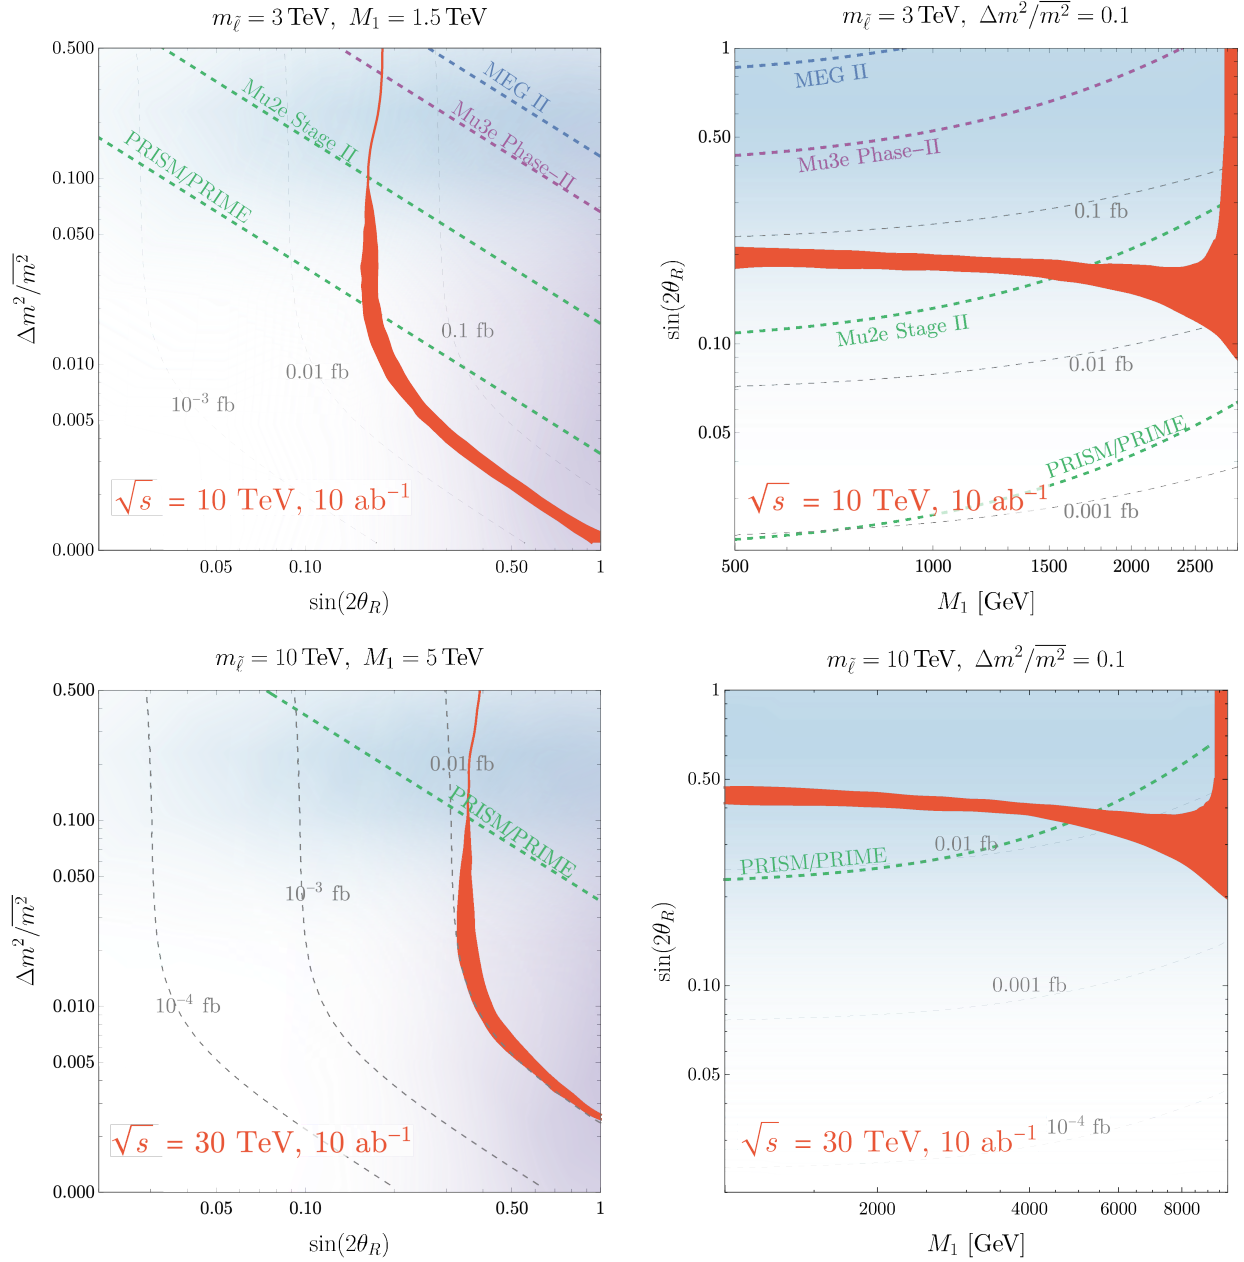 m_ℓ̃ = 3 TeV, M₁ = 1.5 TeV
0.500
0.100
0.050
0.010
0.005
0.000
Δm²/m̅²̅
MEG II
Mu2e Stage II
Mu3e Phase–II
PRISM/PRIME
0.1 fb
0.01 fb
10⁻³ fb
√s = 10 TeV, 10 ab⁻¹
0.05 0.10 0.50 1
sin(2θ_R)
m_ℓ̃ = 3 TeV, Δm²/m̅²̅ = 0.1
1
0.50
0.10
0.05
sin(2θ_R)
MEG II
Mu3e Phase–II
0.1 fb
Mu2e Stage II
0.01 fb
PRISM/PRIME
√s = 10 TeV, 10 ab⁻¹
0.001 fb
500 1000 1500 2000 2500
M₁ [GeV]
m_ℓ̃ = 10 TeV, M₁ = 5 TeV
0.500
0.100
0.050
0.010
0.005
0.000
Δm²/m̅²̅
0.01 fb
PRISM/PRIME
10⁻³ fb
10⁻⁴ fb
√s = 30 TeV, 10 ab⁻¹
0.05 0.10 0.50 1
sin(2θ_R)
m_ℓ̃ = 10 TeV, Δm²/m̅²̅ = 0.1
1
0.50
0.10
0.05
sin(2θ_R)
0.01 fb
PRISM/PRIME
0.001 fb
10⁻⁴ fb
√s = 30 TeV, 10 ab⁻¹
2000 4000 6000 8000
M₁ [GeV]